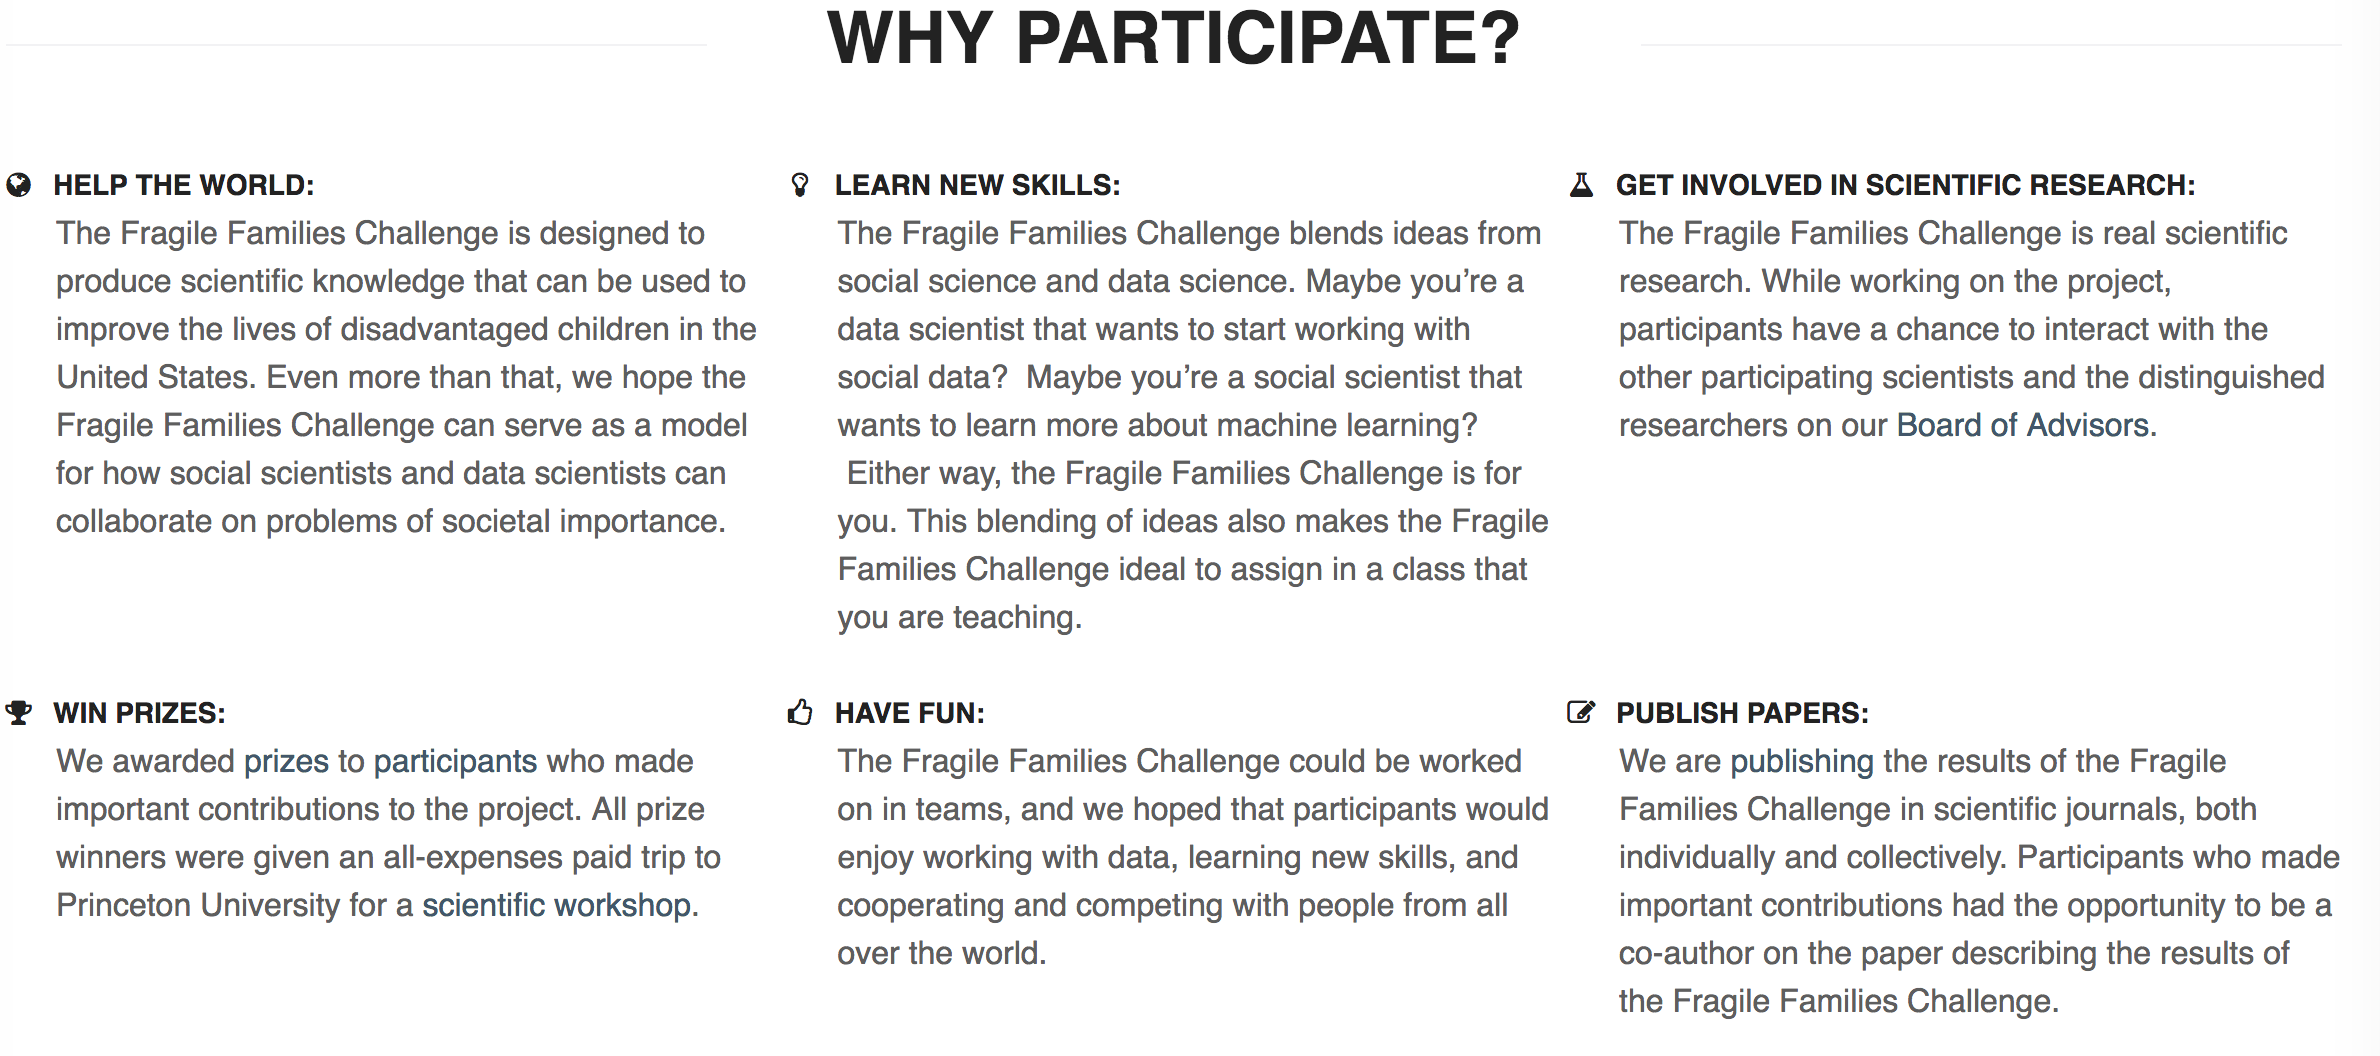 WHY PARTICIPATE?
HELP THE WORLD:
The Fragile Families Challenge is designed to
produce scientific knowledge that can be used to
improve the lives of disadvantaged children in the
United States. Even more than that, we hope the
Fragile Families Challenge can serve as a model
for how social scientists and data scientists can
collaborate on problems of societal importance.
LEARN NEW SKILLS:
The Fragile Families Challenge blends ideas from
social science and data science. Maybe you’re a
data scientist that wants to start working with
social data?  Maybe you’re a social scientist that
wants to learn more about machine learning?
Either way, the Fragile Families Challenge is for
you. This blending of ideas also makes the Fragile
Families Challenge ideal to assign in a class that
you are teaching.
GET INVOLVED IN SCIENTIFIC RESEARCH:
The Fragile Families Challenge is real scientific
research. While working on the project,
participants have a chance to interact with the
other participating scientists and the distinguished
researchers on our Board of Advisors.
WIN PRIZES:
We awarded prizes to participants who made
important contributions to the project. All prize
winners were given an all-expenses paid trip to
Princeton University for a scientific workshop.
HAVE FUN:
The Fragile Families Challenge could be worked
on in teams, and we hoped that participants would
enjoy working with data, learning new skills, and
cooperating and competing with people from all
over the world.
PUBLISH PAPERS:
We are publishing the results of the Fragile
Families Challenge in scientific journals, both
individually and collectively. Participants who made
important contributions had the opportunity to be a
co-author on the paper describing the results of
the Fragile Families Challenge.